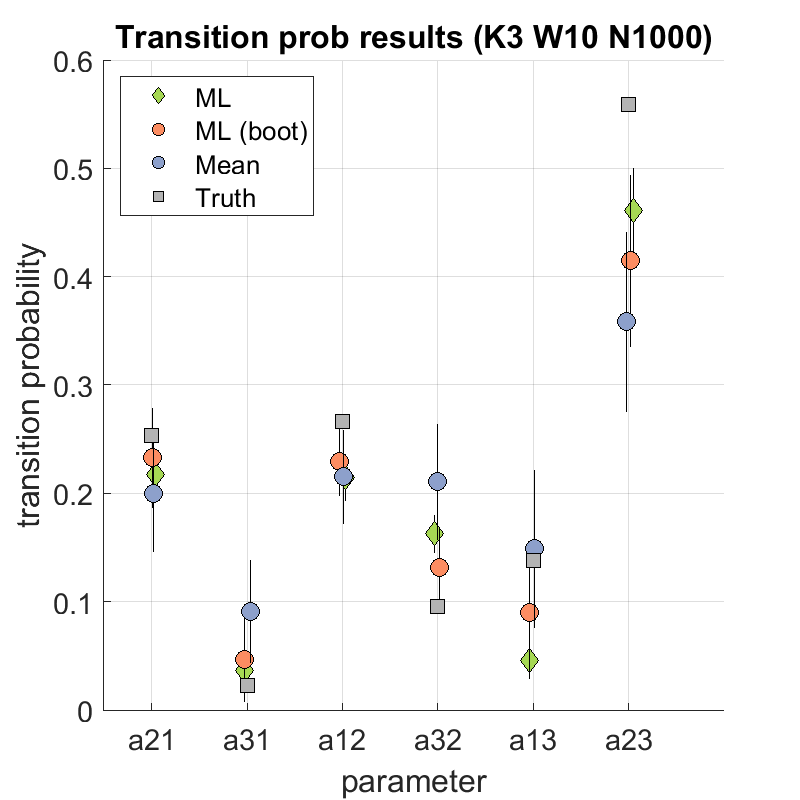 Transition prob results (K3 W10 N1000)
ML
ML (boot)
Mean
Truth
0.6
0.5
0.4
0.3
0.2
0.1
0
transition probability
a21 a31 a12 a32 a13 a23
parameter